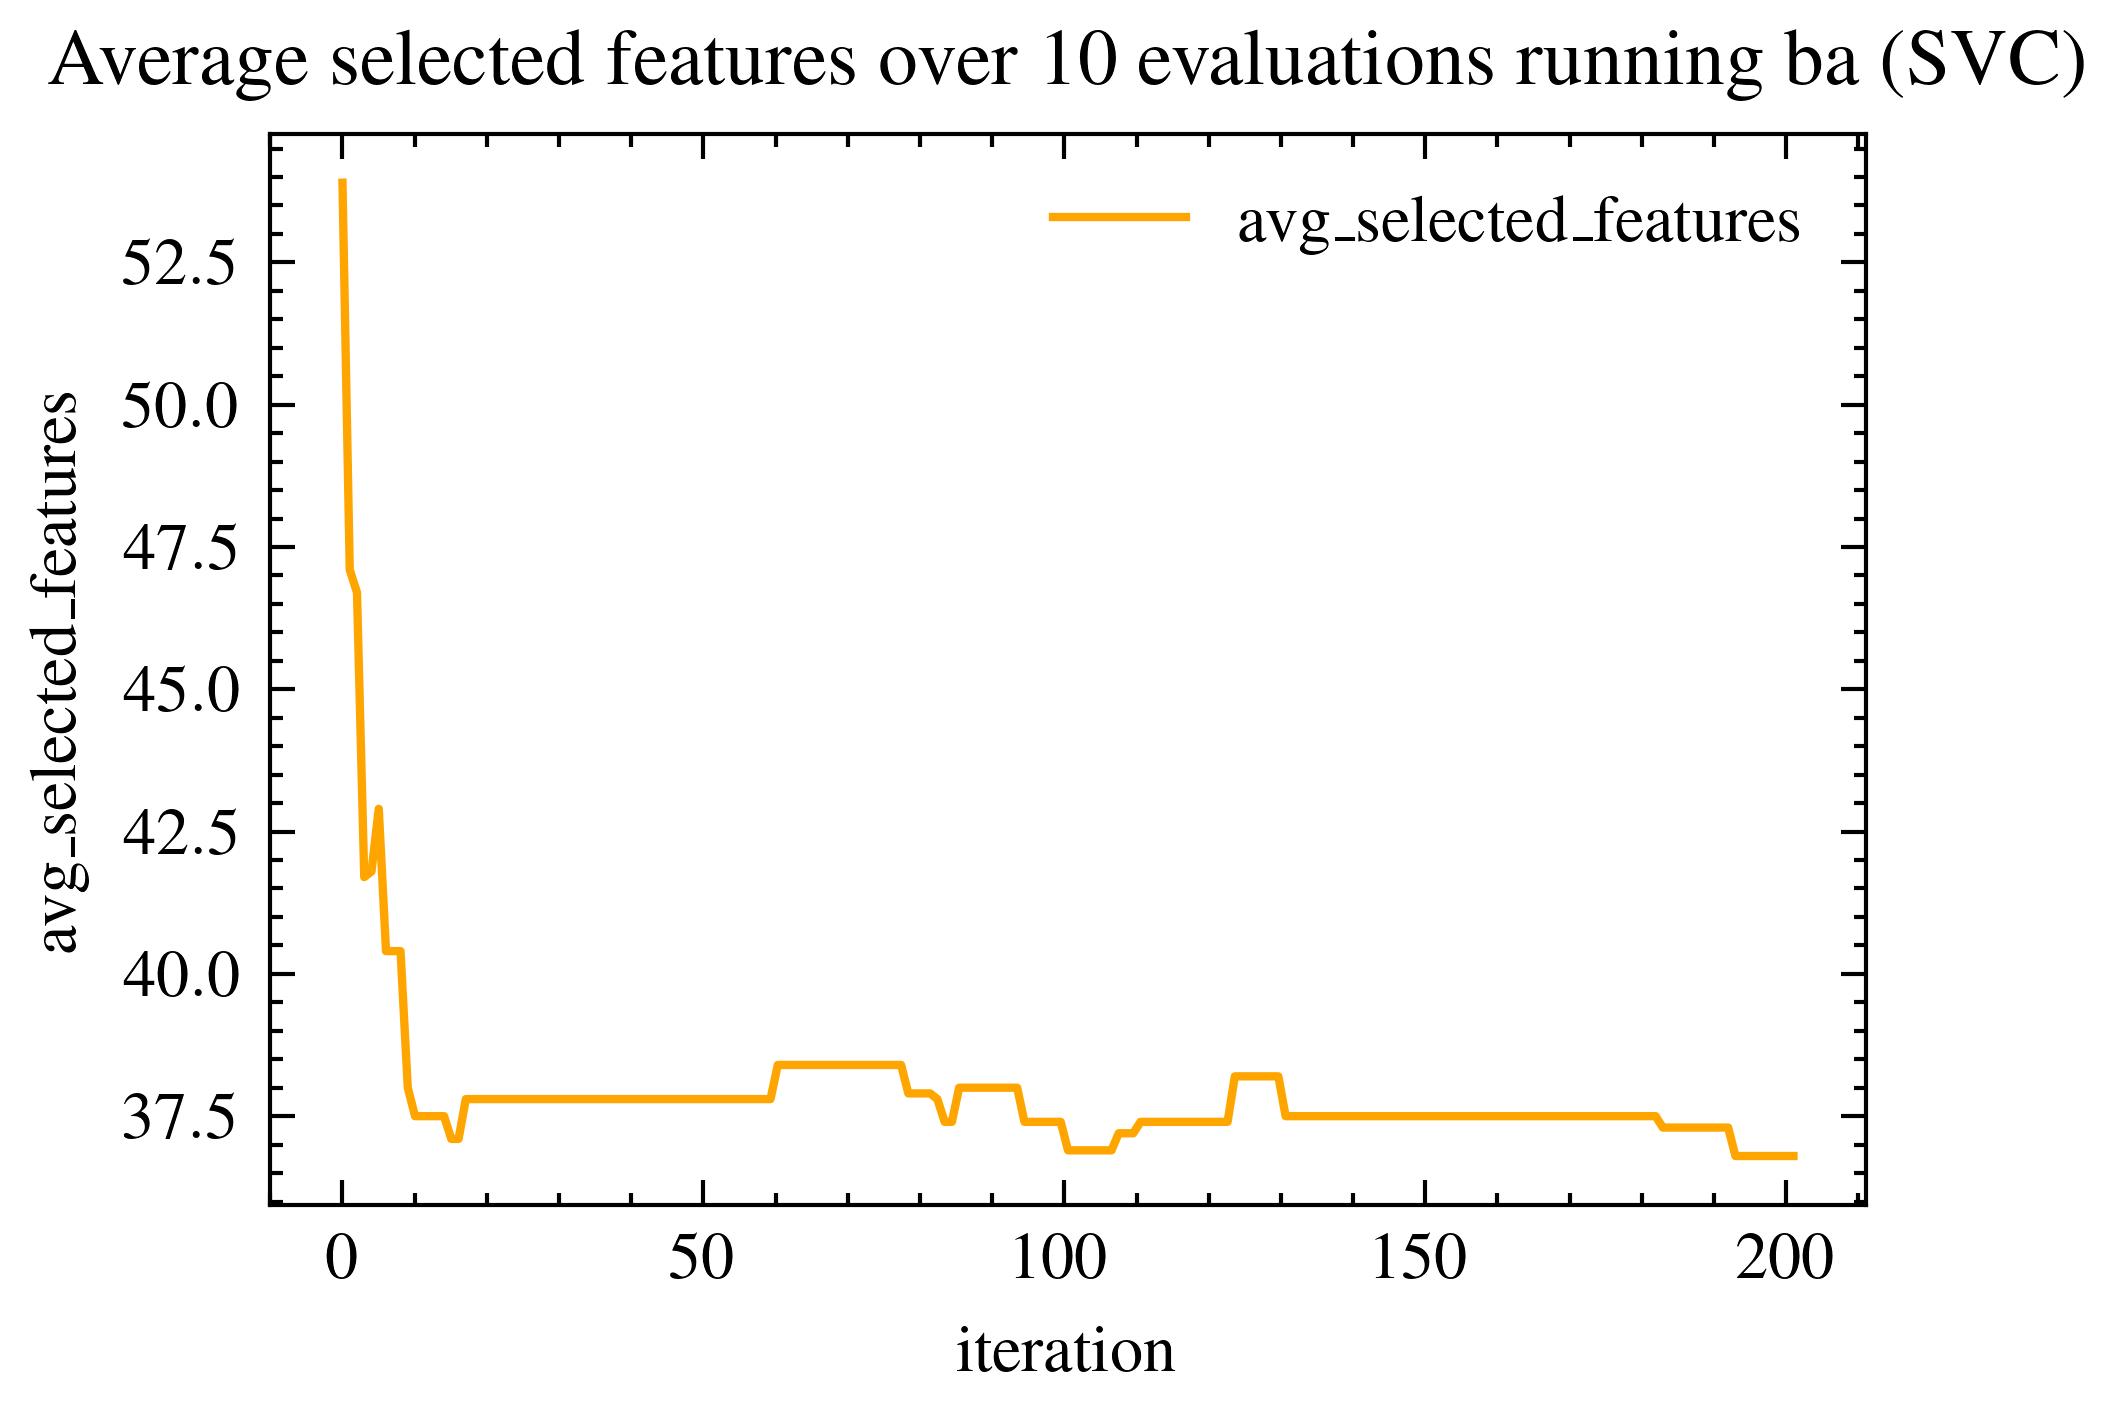 Average selected features over 10 evaluations running ba (SVC)
avg_selected_features
52.5
50.0
47.5
45.0
42.5
40.0
37.5
avg_selected_features
0 50 100 150 200
iteration